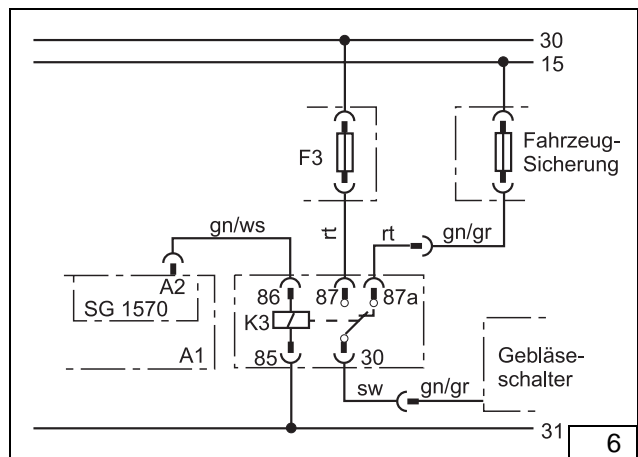 30
15
F3
Fahrzeug-
Sicherung
gn/ws
rt
rt
gn/gr
A2
SG 1570
A1
86
87
87a
K3
85
30
sw
gn/gr
Gebläse-
schalter
31
6